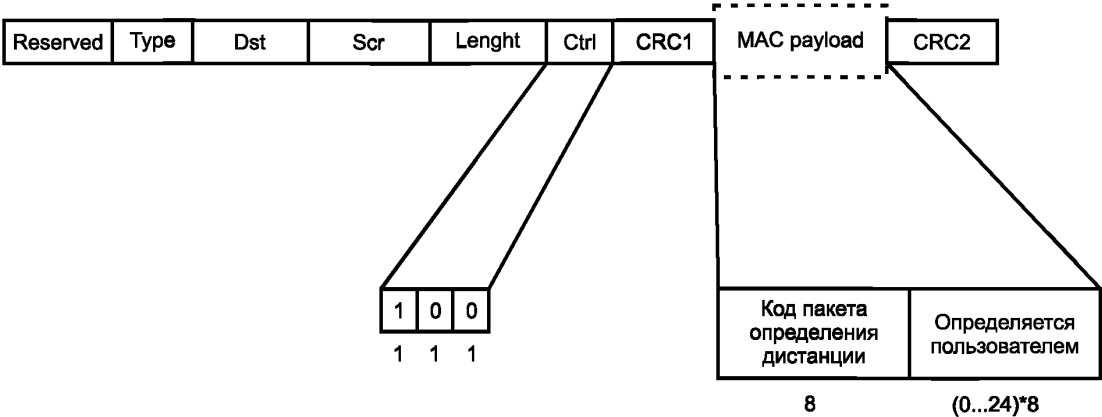 Reserved Type Dst Scr Lenght Ctrl CRC1 MAC payload CRC2
1 0 0
1 1 1
Код пакета
определения
дистанции
8
Определяется
пользователем
(0...24)*8